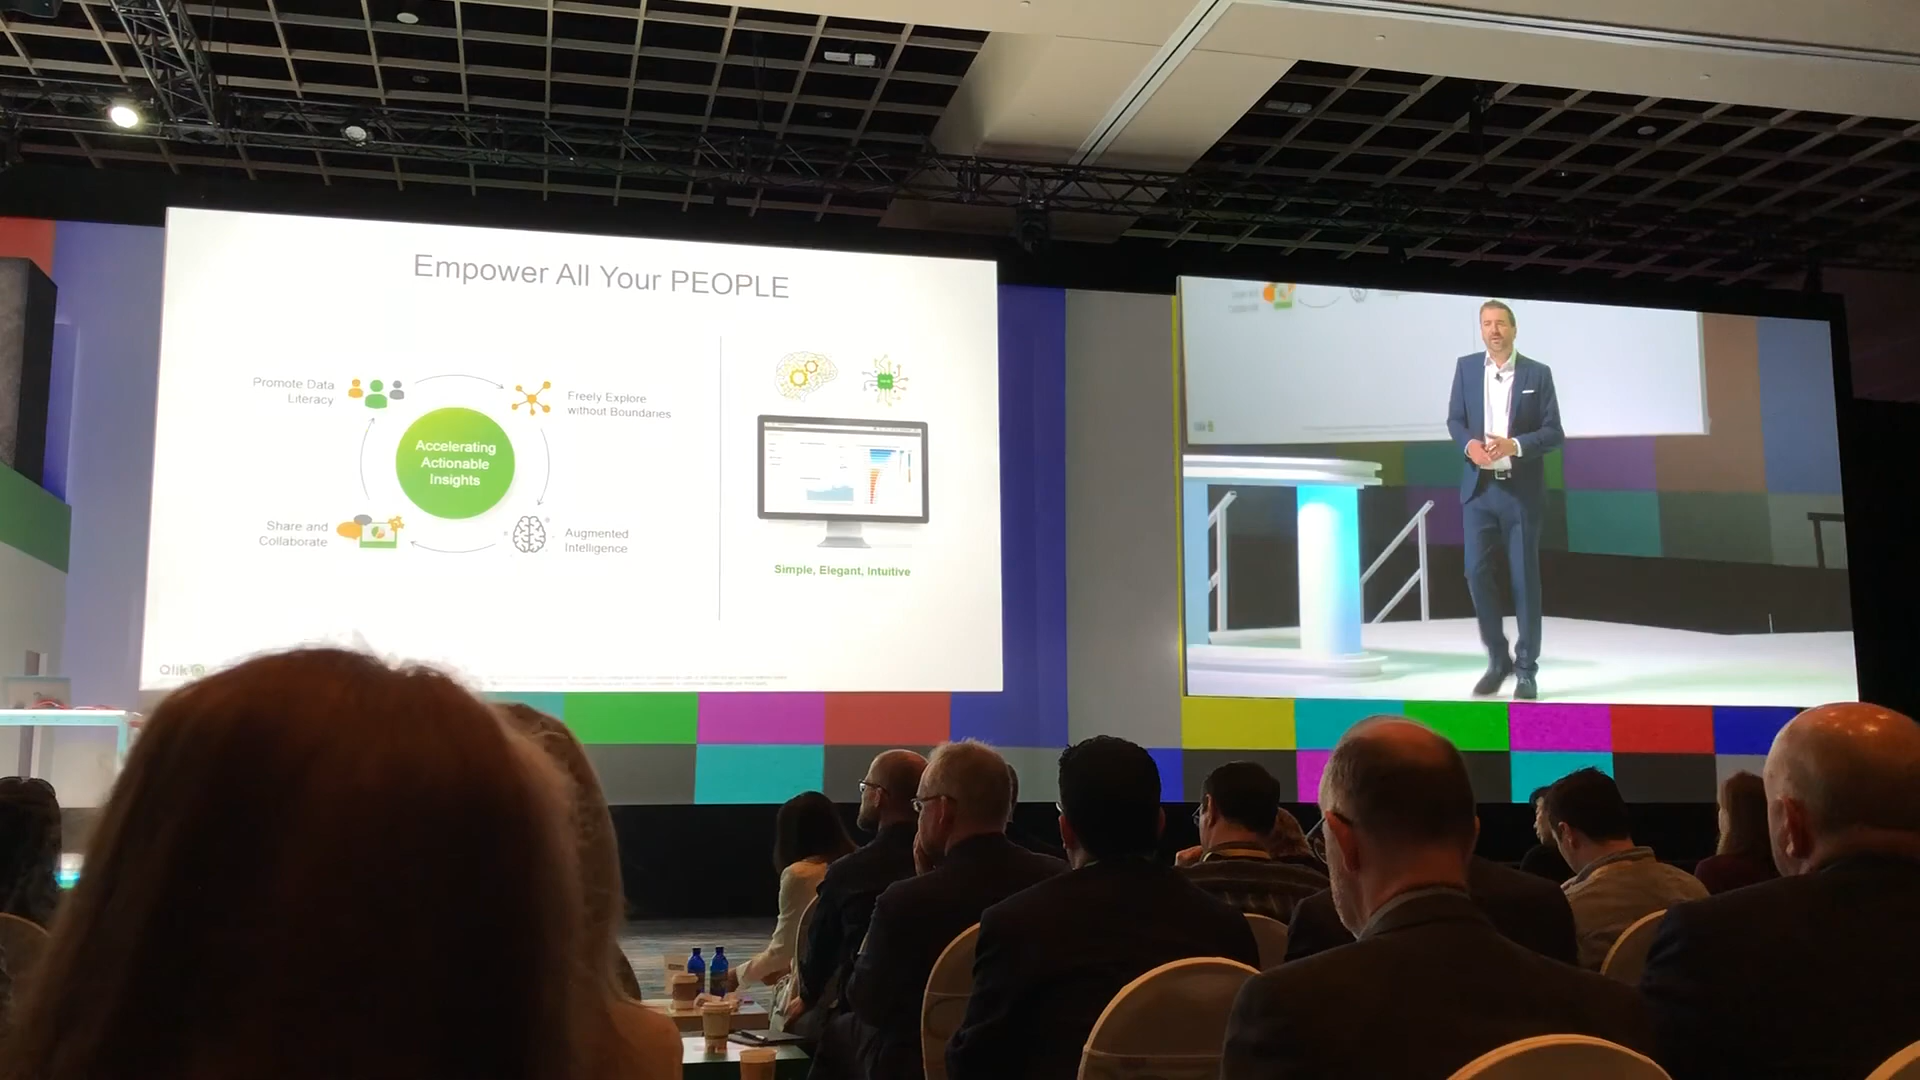 Empower All Your PEOPLE
Promote Data
Literacy
Freely Explore
without Boundaries
Accelerating
Actionable
Insights
Share and
Collaborate
Augmented
Intelligence
Simple, Elegant, Intuitive
Qlik